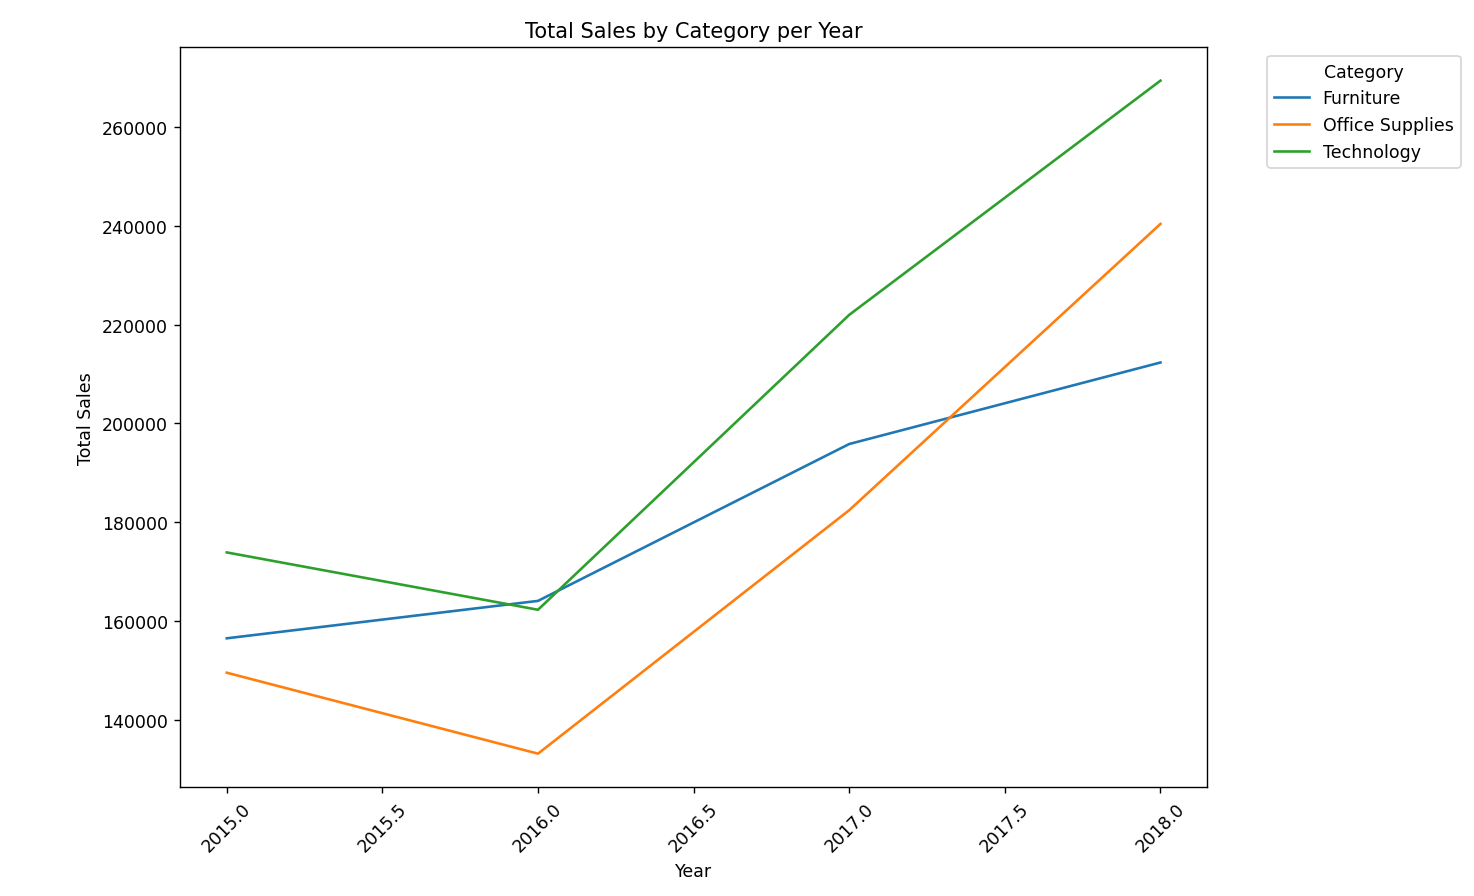 Total Sales by Category per Year
Category
Furniture
Office Supplies
Technology
Total Sales
260000
240000
220000
200000
180000
160000
140000
2015.0
2015.5
2016.0
2016.5
2017.0
2017.5
2018.0
Year